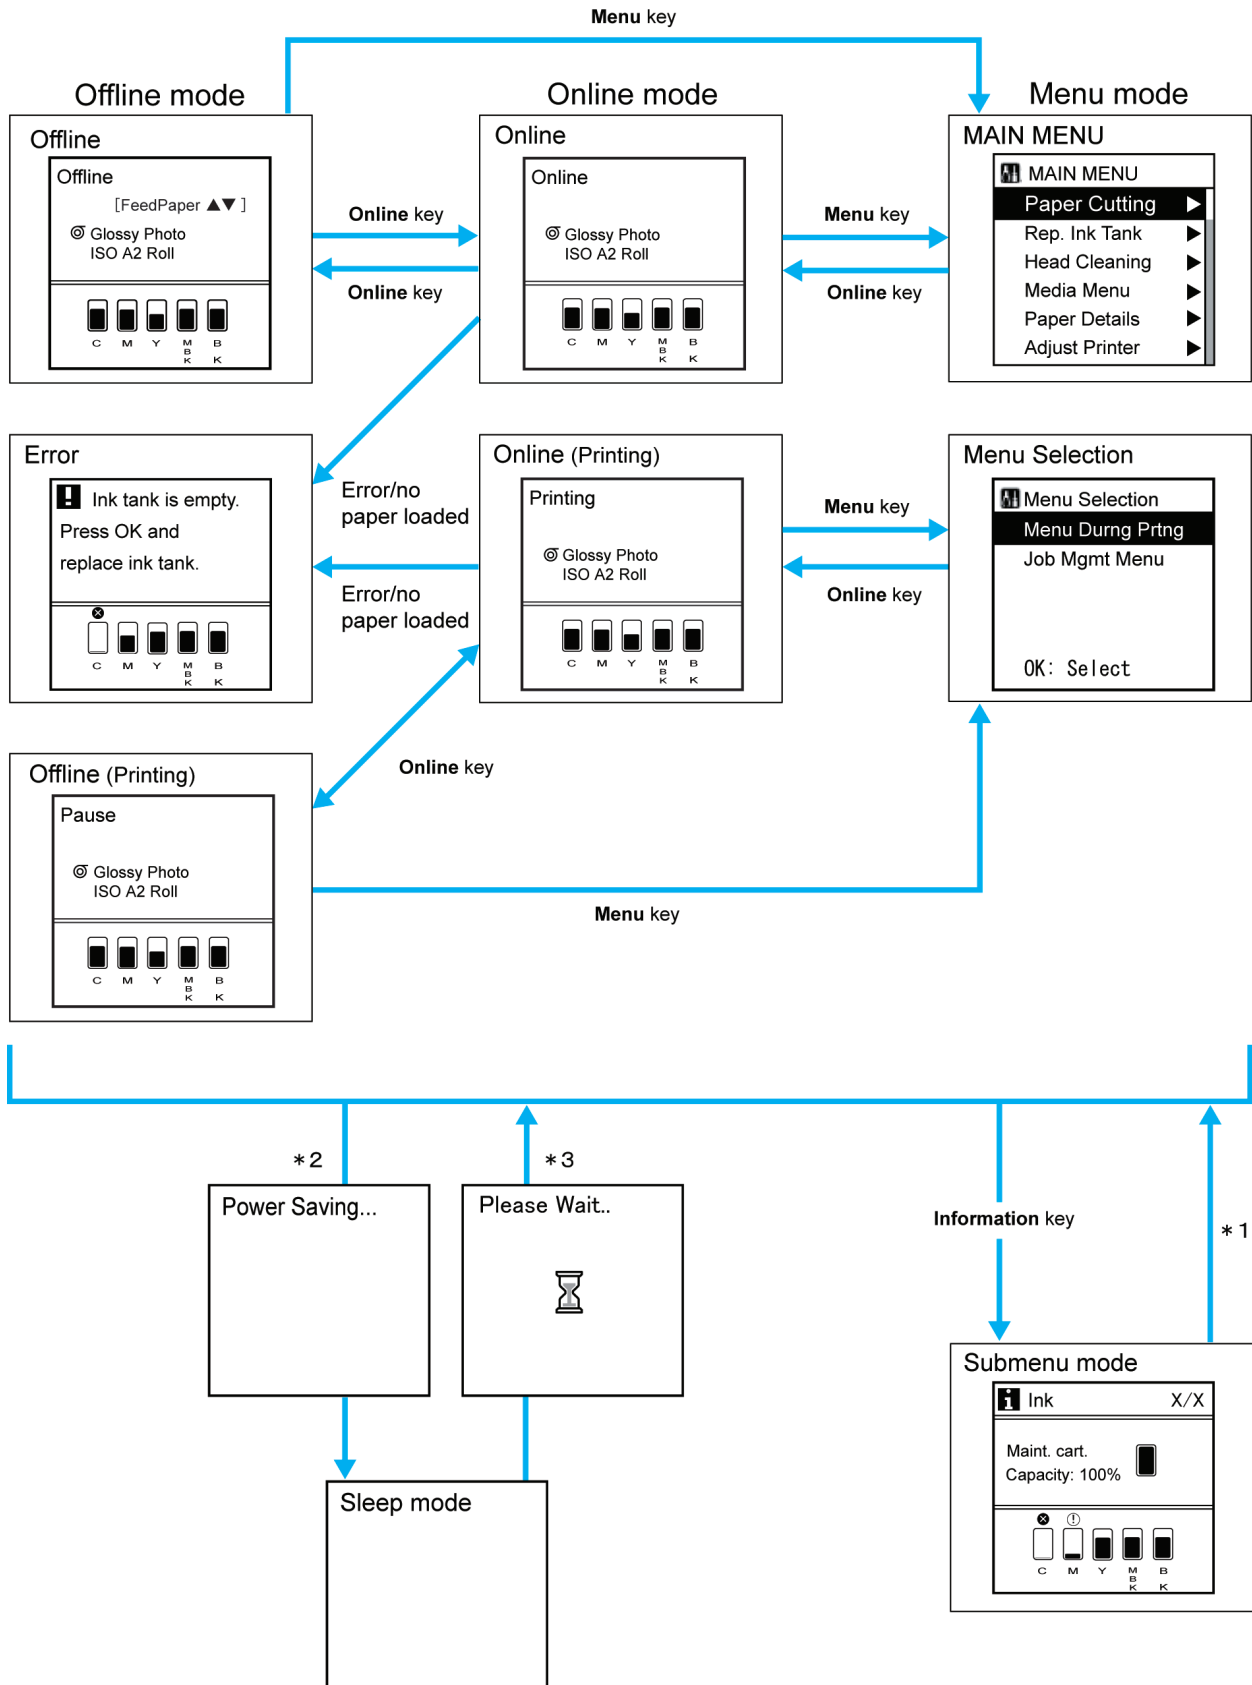 Menu key
Offline mode
Online mode
Menu mode
Offline
Offline
[FeedPaper ▲▼ ]
Glossy Photo
ISO A2 Roll
C M Y MBK BK
Online key
Online key
Online
Online
Glossy Photo
ISO A2 Roll
C M Y MBK BK
Menu key
Online key
MAIN MENU
MAIN MENU
Paper Cutting ▶
Rep. Ink Tank ▶
Head Cleaning ▶
Media Menu ▶
Paper Details ▶
Adjust Printer ▶
Error
! Ink tank is empty.
Press OK and
replace ink tank.
C M Y MBK BK
Error/no
paper loaded
Error/no
paper loaded
Online (Printing)
Printing
Glossy Photo
ISO A2 Roll
C M Y MBK BK
Menu key
Online key
Menu Selection
Menu Selection
Menu Durng Prtng
Job Mgmt Menu
OK: Select
Offline (Printing)
Pause
Glossy Photo
ISO A2 Roll
C M Y MBK BK
Online key
Menu key
*2
*3
Power Saving...
Please Wait..
Information key
*1
Sleep mode
Submenu mode
i Ink X/X
Maint. cart.
Capacity: 100%
!
C M Y MBK BK